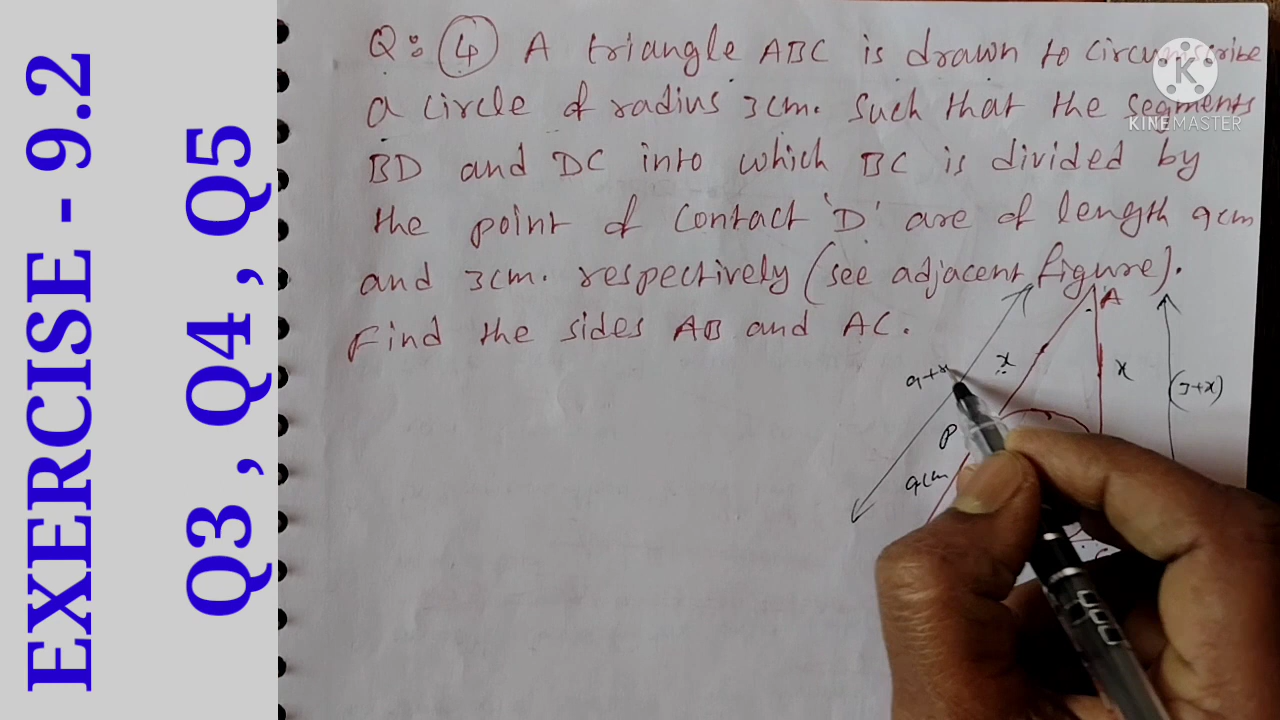 EXERCISE - 9.2
Q3 , Q4 , Q5
Q: (4) A triangle ABC is drawn to circumscribe
a circle of radius 3cm. Such that the segments
BD and DC into which BC is divided by
the point of contact 'D' are of length 9cm
and 3cm. respectively (see adjacent figure).
Find the sides AB and AC.
K
KINEMASTER
A
x
x
9+x
(3+x)
P
9cm